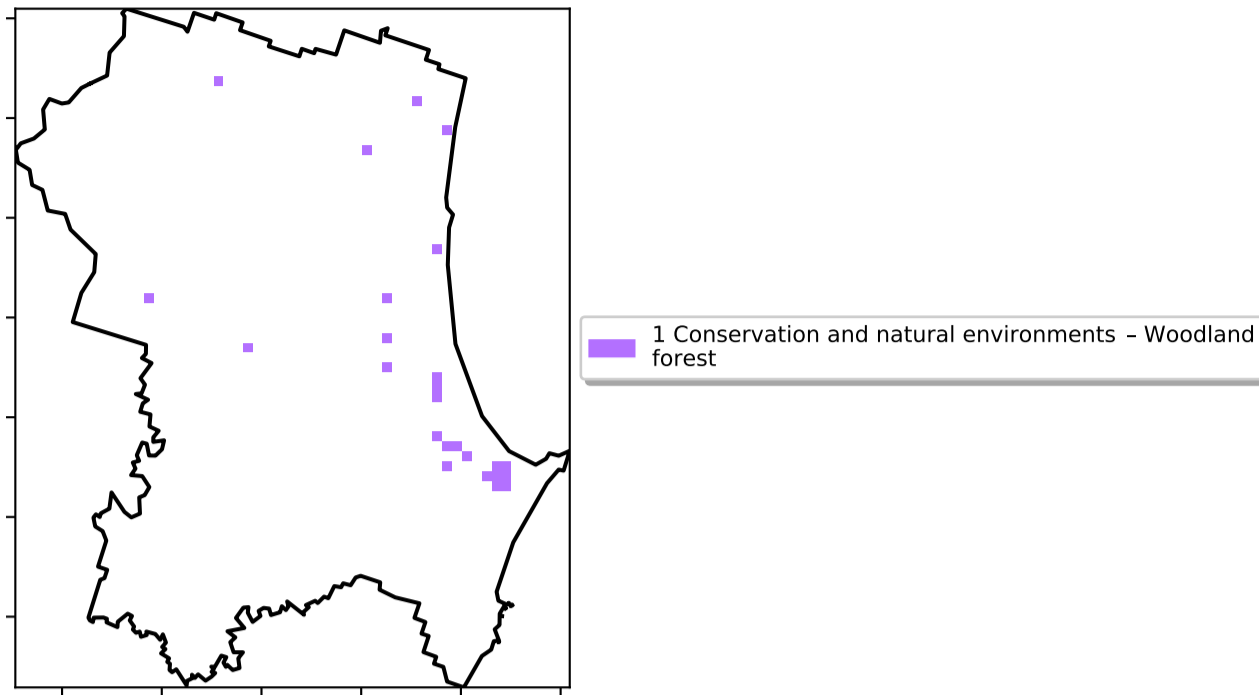 1 Conservation and natural environments – Woodland
forest